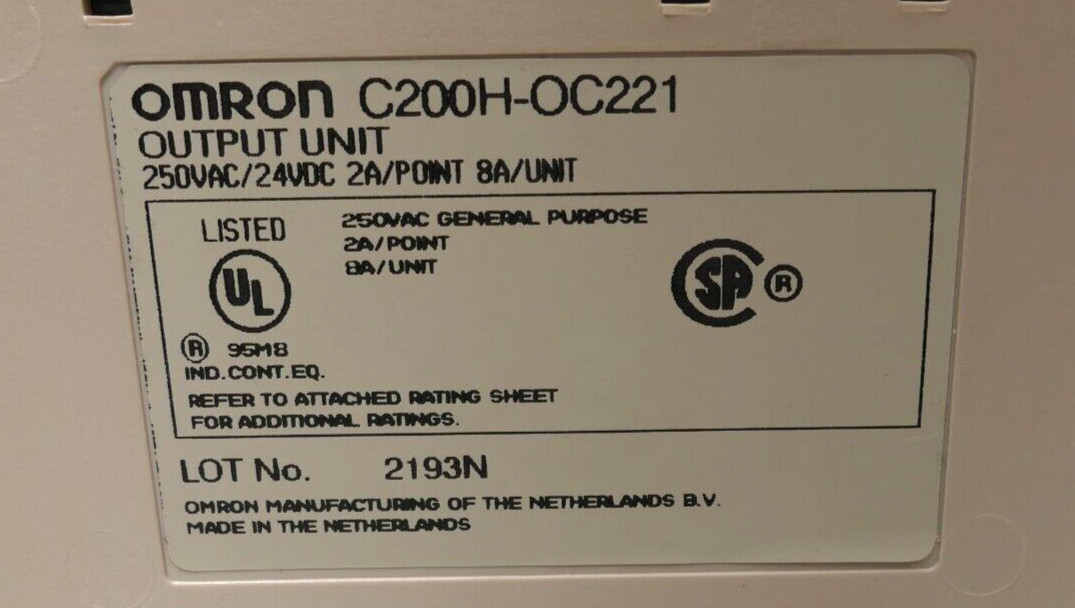 OMRON C200H-OC221
OUTPUT UNIT
250VAC/24VDC 2A/POINT 8A/UNIT
LISTED
UL
® 95M8
IND.CONT.EQ.
250VAC GENERAL PURPOSE
2A/POINT
8A/UNIT
SA ®
REFER TO ATTACHED RATING SHEET
FOR ADDITIONAL RATINGS.
LOT No. 2193N
OMRON MANUFACTURING OF THE NETHERLANDS B.V.
MADE IN THE NETHERLANDS